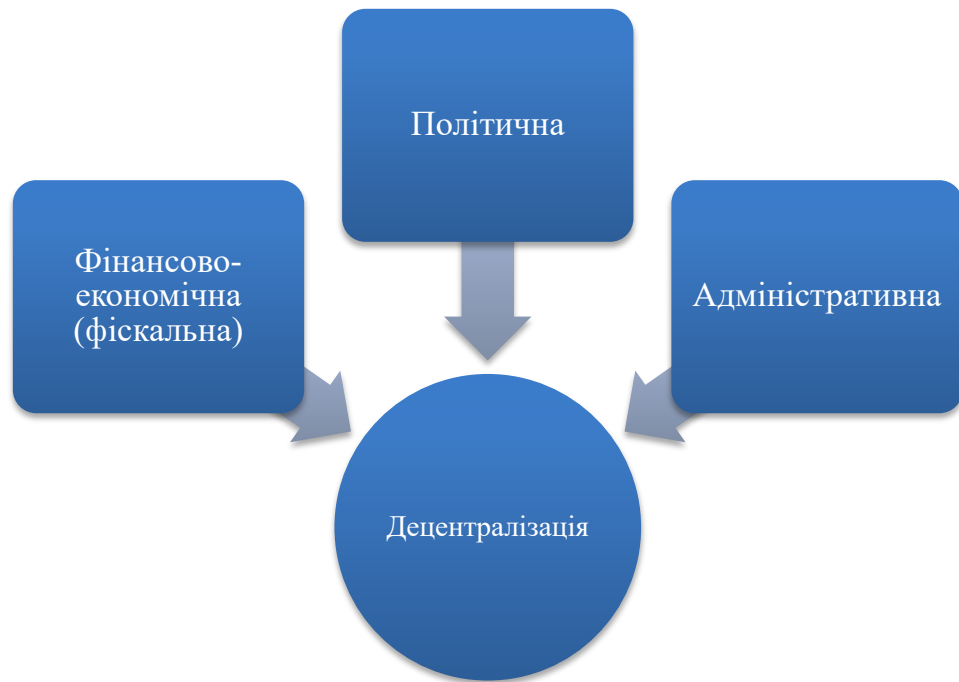 Політична
Фінансово-
економічна
(фіскальна)
Адміністративна
Децентралізація